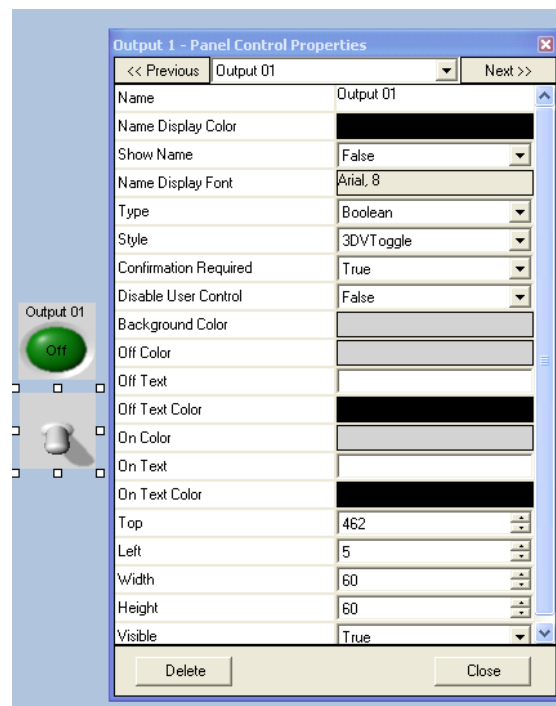 Output 1 - Panel Control Properties
<< Previous Output 01 Next >>
Name Output 01
Name Display Color
Show Name False
Name Display Font Arial, 8
Type Boolean
Style 3DVToggle
Confirmation Required True
Disable User Control False
Background Color
Off Color
Off Text
Off Text Color
On Color
On Text
On Text Color
Top 462
Left 5
Width 60
Height 60
Visible True
Delete Close
Output 01
Off